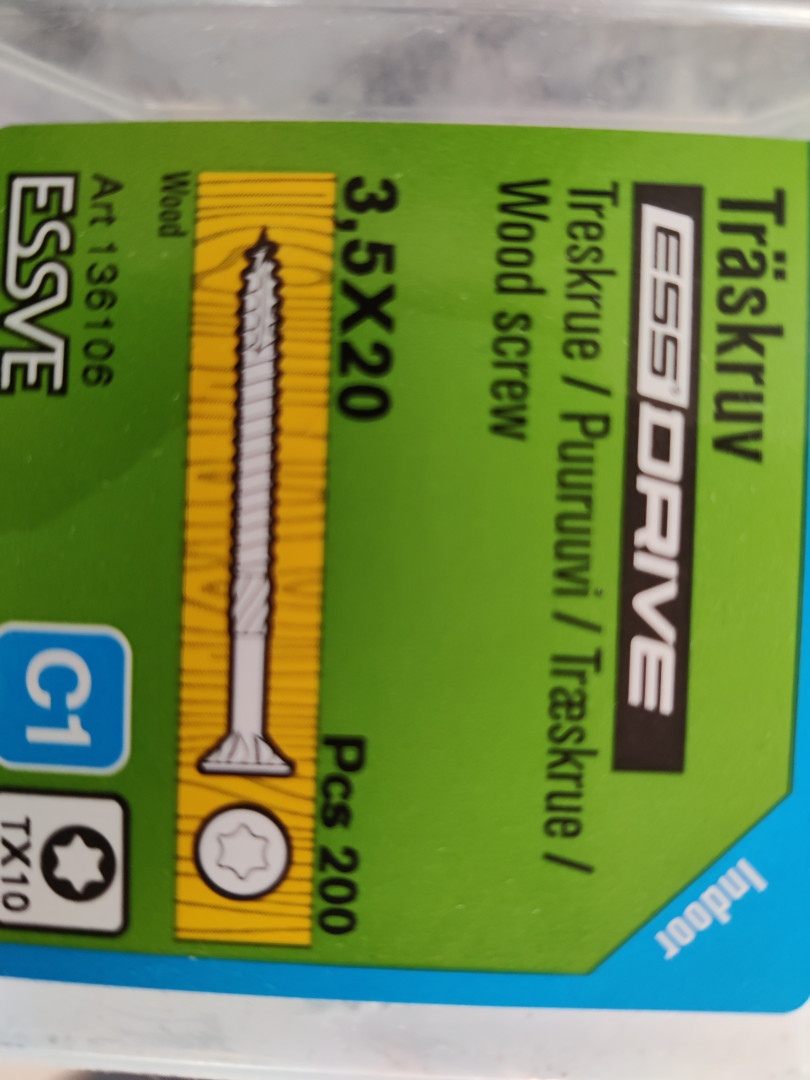 Träskruv
ESSDRIVE
Treskrue / Puuruuvi / Træskrue /
Wood screw
Indoor
3,5X20
Pcs 200
Wood
Art 136106
ESSVE
C1
TX10